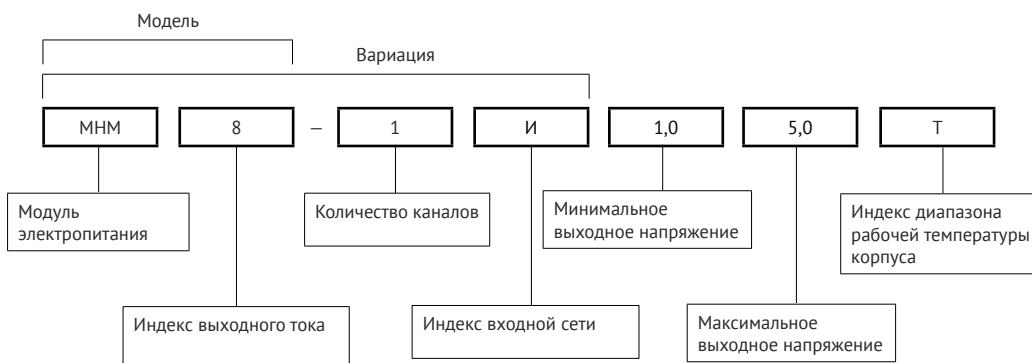 Модель
Вариация
МНМ 8 – 1 И 1,0 5,0 Т
Модуль
электропитания
Количество каналов
Минимальное
выходное напряжение
Индекс диапазона
рабочей температуры
корпуса
Индекс выходного тока
Индекс входной сети
Максимальное
выходное напряжение